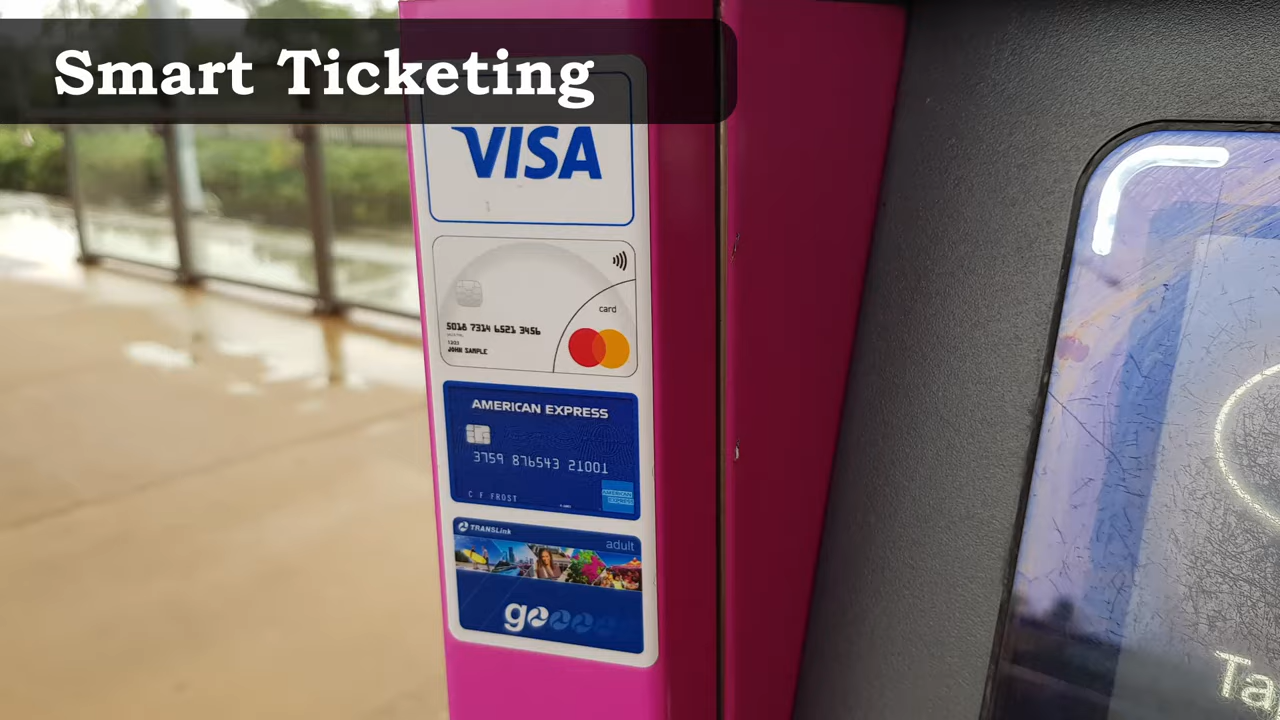 Smart Ticketing
VISA
card
5018 7314 6521 3456
JOHN SAMPLE
AMERICAN EXPRESS
3759 876543 21001
C F FROST
AMERICAN
EXPRESS
TRANSLink
adult
go
Ta